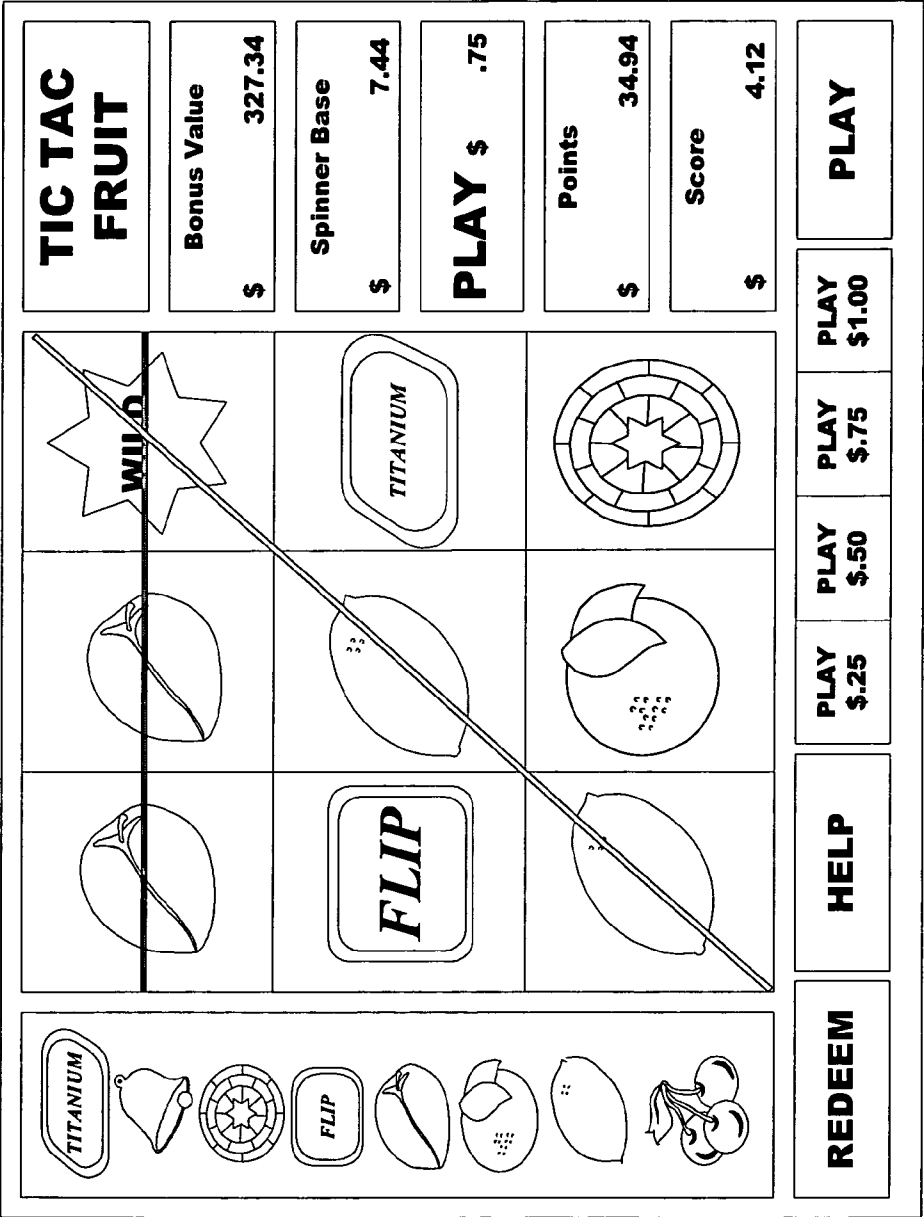 TITANIUM
FLIP
WILD
TITANIUM
FLIP
TIC TAC
FRUIT
Bonus Value
$ 327.34
Spinner Base
$ 7.44
PLAY $ .75
Points
$ 34.94
Score
$ 4.12
REDEEM
HELP
PLAY
$.25
PLAY
$.50
PLAY
$.75
PLAY
$1.00
PLAY